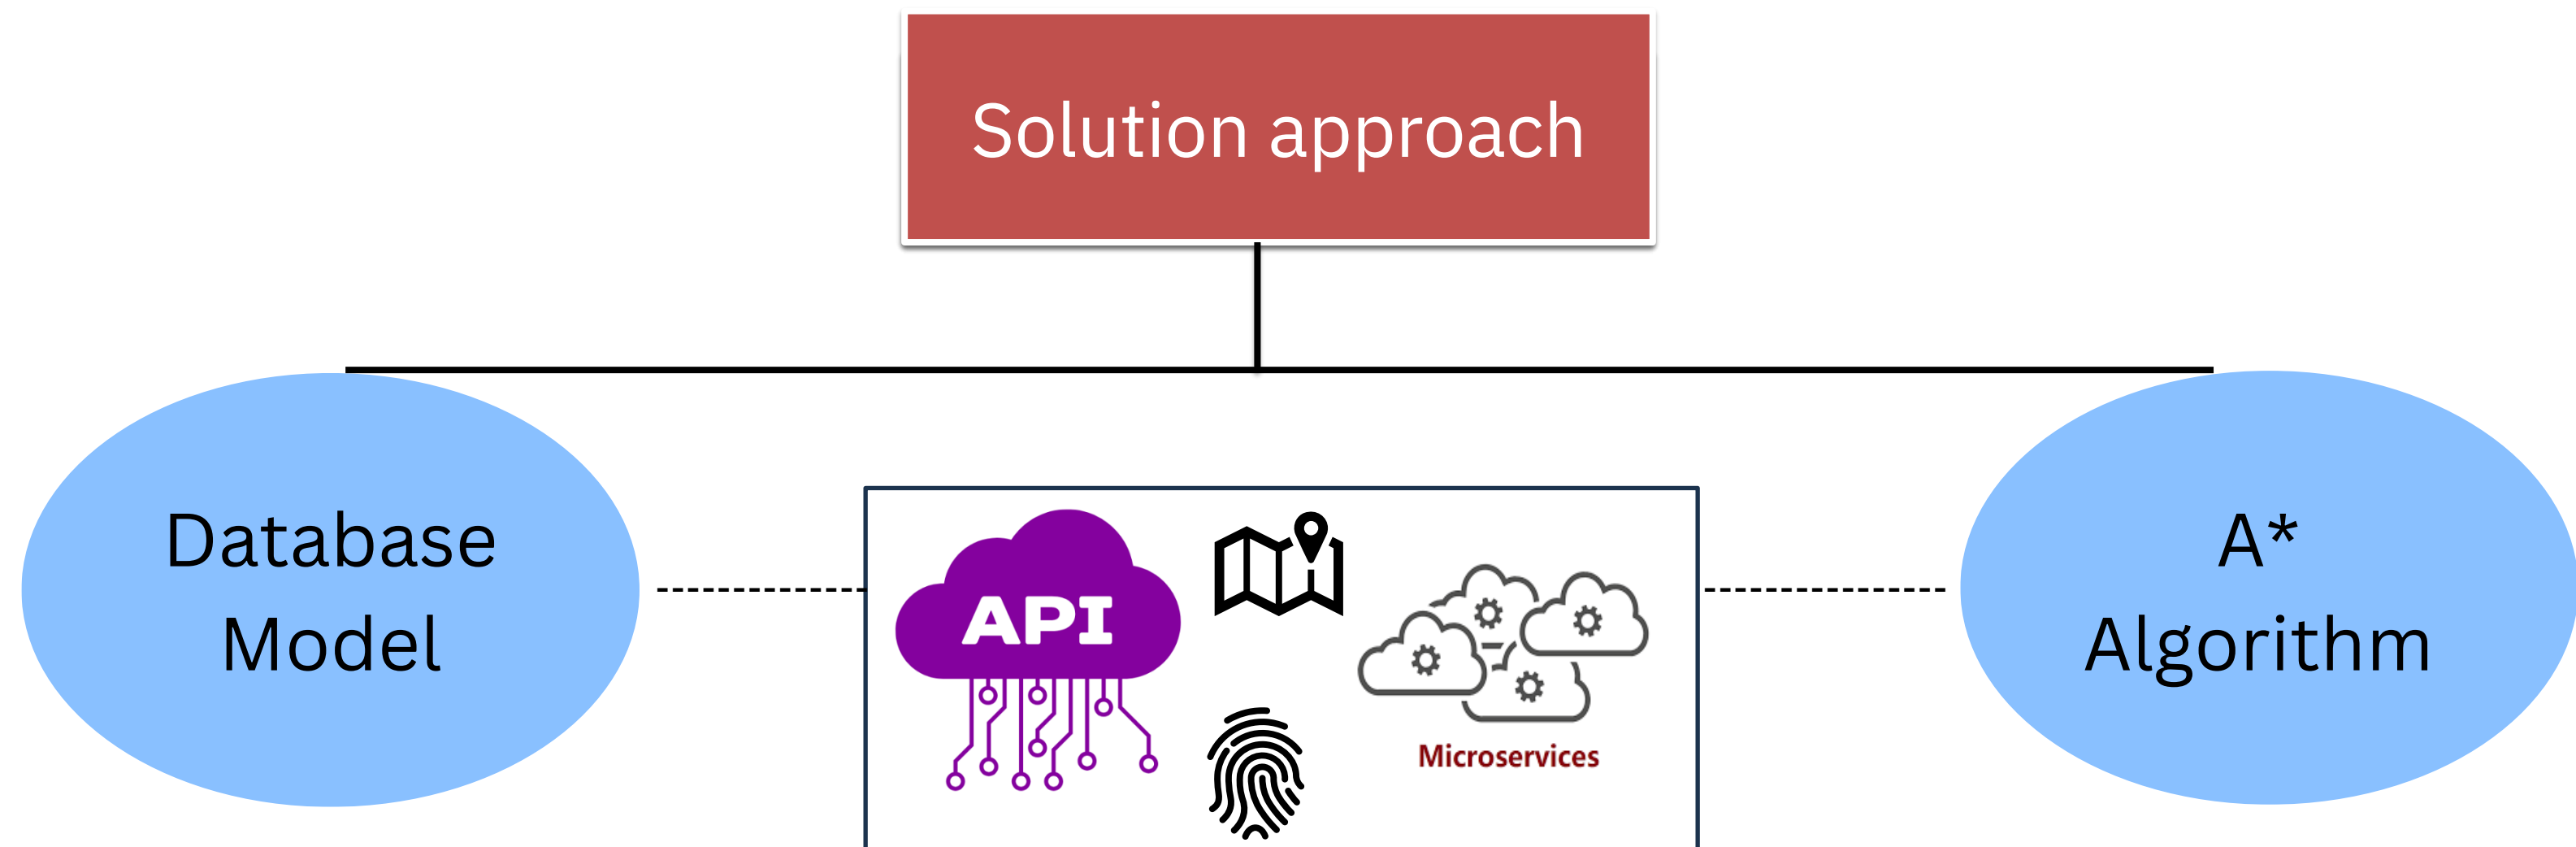 Solution approach
Database
Model
API
Microservices
A*
Algorithm